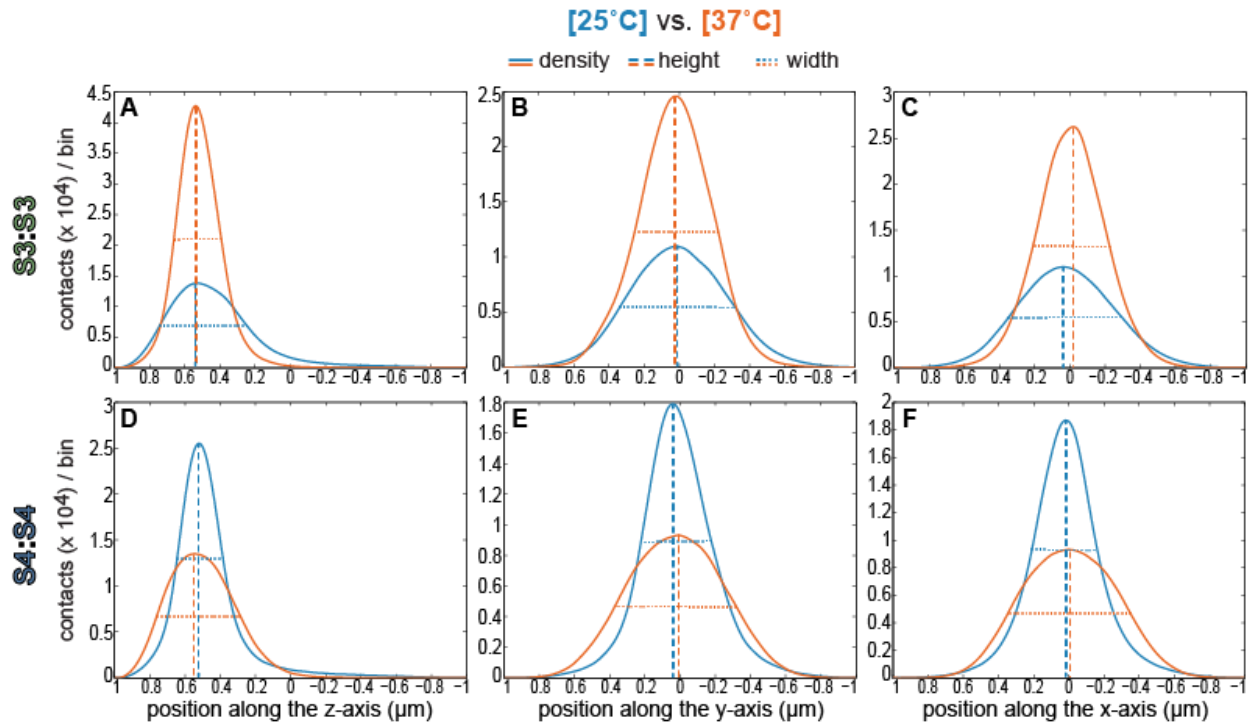 [25°C] vs. [37°C]
density height width
S3:S3
contacts (x 10⁴) / bin
A
4.5
4
3.5
3
2.5
2
1.5
1
0.5
0
1 0.8 0.6 0.4 0.2 0 −0.2 −0.4 −0.6 −0.8 −1
B
2.5
2
1.5
1
0.5
0
1 0.8 0.6 0.4 0.2 0 −0.2 −0.4 −0.6 −0.8 −1
C
3
2.5
2
1.5
1
0.5
0
1 0.8 0.6 0.4 0.2 0 −0.2 −0.4 −0.6 −0.8 −1
S4:S4
contacts (x 10⁴) / bin
D
3
2.5
2
1.5
1
0.5
0
1 0.8 0.6 0.4 0.2 0 −0.2 −0.4 −0.6 −0.8 −1
position along the z-axis (μm)
E
1.8
1.6
1.4
1.2
1
0.8
0.6
0.4
0.2
0
1 0.8 0.6 0.4 0.2 0 −0.2 −0.4 −0.6 −0.8 −1
position along the y-axis (μm)
F
2
1.8
1.6
1.4
1.2
1
0.8
0.6
0.4
0.2
0
1 0.8 0.6 0.4 0.2 0 −0.2 −0.4 −0.6 −0.8 −1
position along the x-axis (μm)